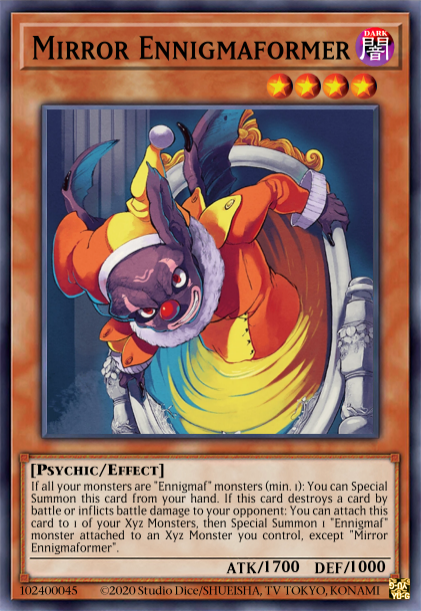 MIRROR ENNIGMAFORMER
DARK
闇
[PSYCHIC/EFFECT]
If all your monsters are "Ennigmaf" monsters (min. 1): You can Special
Summon this card from your hand. If this card destroys a card by
battle or inflicts battle damage to your opponent: You can attach this
card to 1 of your Xyz Monsters, then Special Summon 1 "Ennigmaf"
monster attached to an Xyz Monster you control, except "Mirror
Ennigmaformer".
ATK/1700 DEF/1000
102400045 ©2020 Studio Dice/SHUEISHA, TV TOKYO, KONAMI